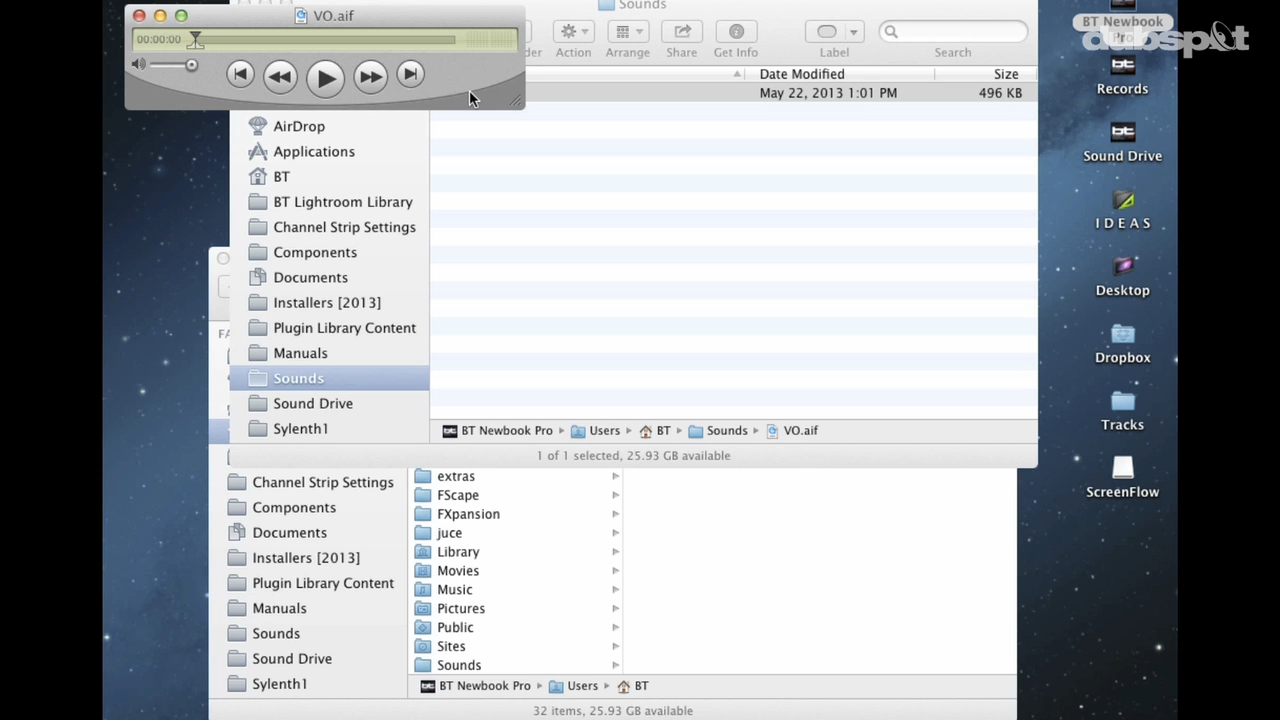 VO.aif
00:00:00
Sounds
der
Action
Arrange
Share
Get Info
Label
Search
Date Modified
Size
May 22, 2013 1:01 PM
496 KB
AirDrop
Applications
BT
BT Lightroom Library
Channel Strip Settings
Components
Documents
Installers [2013]
Plugin Library Content
Manuals
Sounds
Sound Drive
Sylenth1
BT Newbook Pro
Users
BT
Sounds
VO.aif
1 of 1 selected, 25.93 GB available
FA
Channel Strip Settings
Components
Documents
Installers [2013]
Plugin Library Content
Manuals
Sounds
Sound Drive
Sylenth1
extras
FScape
FXpansion
juce
Library
Movies
Music
Pictures
Public
Sites
Sounds
BT Newbook Pro
Users
BT
32 items, 25.93 GB available
BT Newbook
Pro
dubspot
bt
Records
bt
Sound Drive
I D E A S
Desktop
Dropbox
Tracks
ScreenFlow